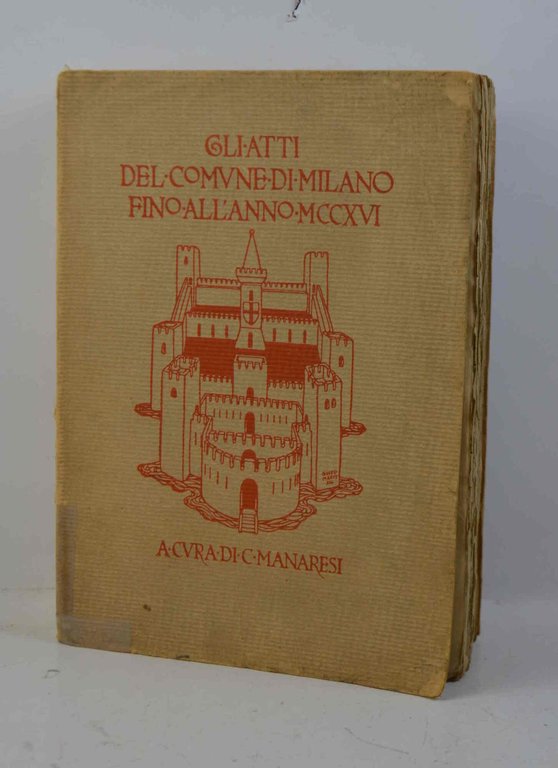 GLI·ATTI
DEL·COMVNE·DI·MILANO
FINO·ALL'ANNO·MCCXVI
A·CVRA·DI·C·MANARESI